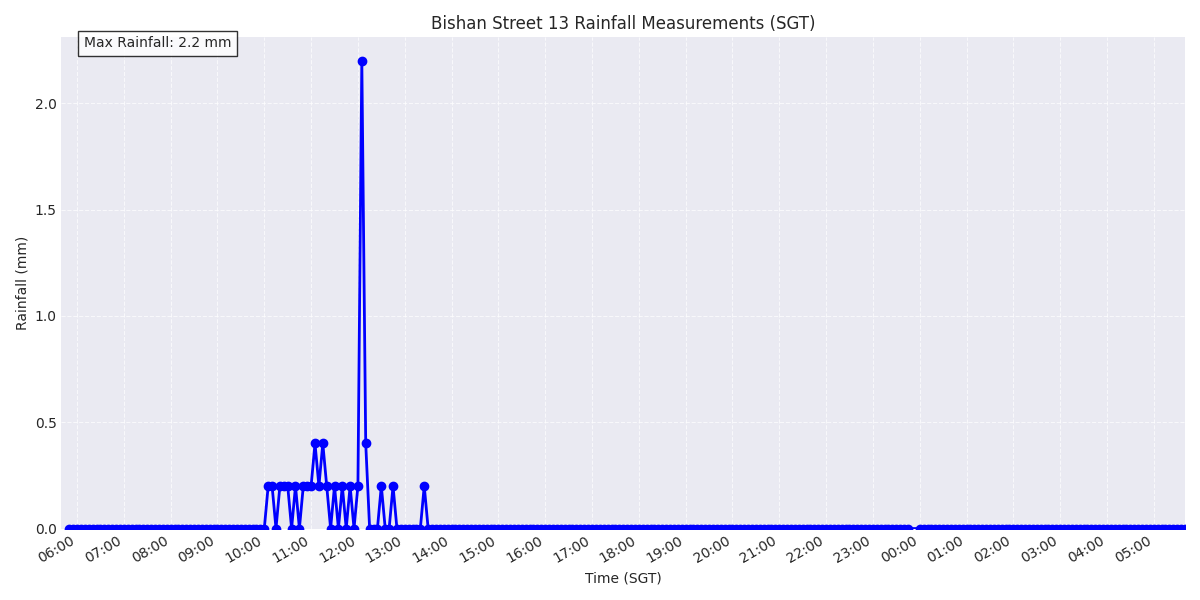 Bishan Street 13 Rainfall Measurements (SGT)
Max Rainfall: 2.2 mm
Rainfall (mm)
2.0
1.5
1.0
0.5
0.0
06:00 07:00 08:00 09:00 10:00 11:00 12:00 13:00 14:00 15:00 16:00 17:00 18:00 19:00 20:00 21:00 22:00 23:00 00:00 01:00 02:00 03:00 04:00 05:00
Time (SGT)